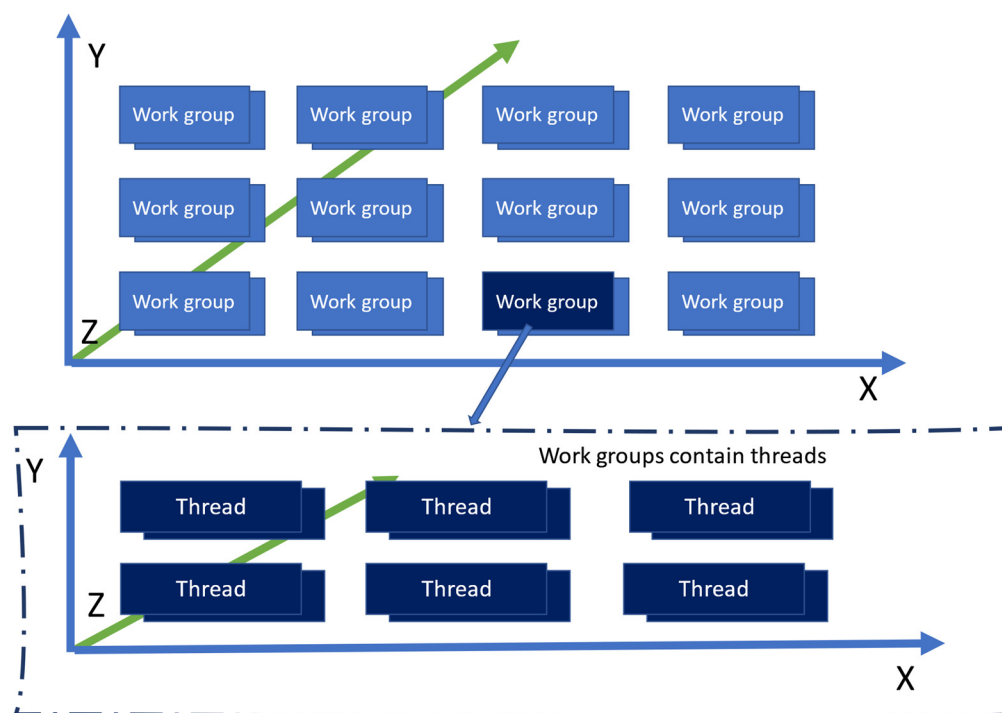 Y
Work group Work group Work group Work group
Work group Work group Work group Work group
Z Work group Work group Work group Work group
X
Work groups contain threads
Y
Thread Thread Thread
Thread Thread Thread
Z
X